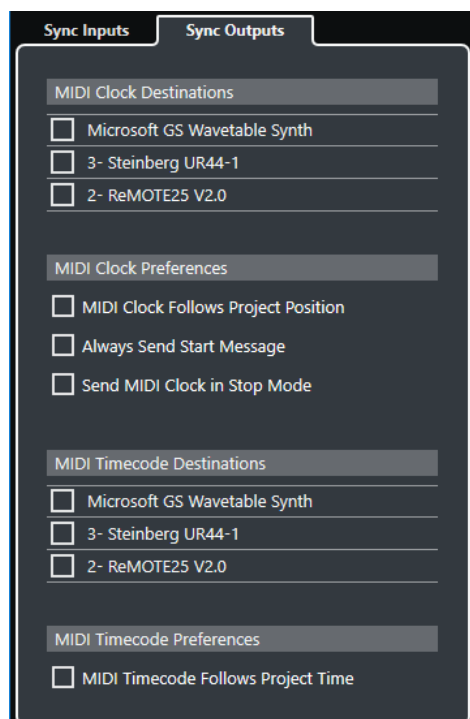 Sync Inputs
Sync Outputs
MIDI Clock Destinations
Microsoft GS Wavetable Synth
3- Steinberg UR44-1
2- ReMOTE25 V2.0
MIDI Clock Preferences
MIDI Clock Follows Project Position
Always Send Start Message
Send MIDI Clock in Stop Mode
MIDI Timecode Destinations
Microsoft GS Wavetable Synth
3- Steinberg UR44-1
2- ReMOTE25 V2.0
MIDI Timecode Preferences
MIDI Timecode Follows Project Time